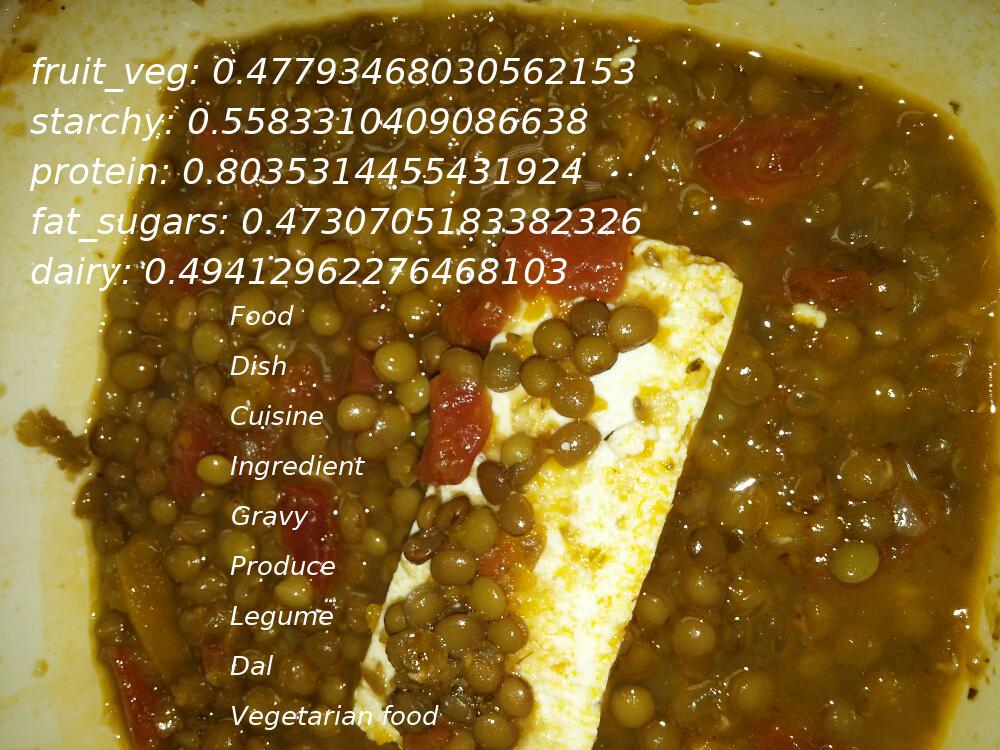 fruit_veg: 0.47793468030562153
starchy: 0.5583310409086638
protein: 0.8035314455431924
fat_sugars: 0.4730705183382326
dairy: 0.49412962276468103
Food
Dish
Cuisine
Ingredient
Gravy
Produce
Legume
Dal
Vegetarian food